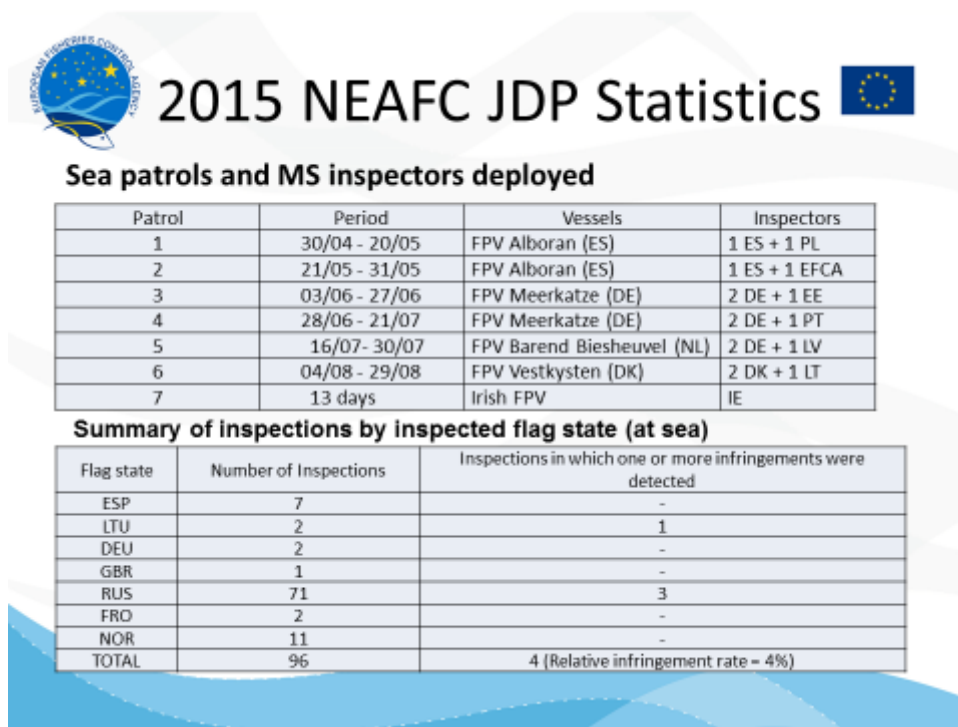 EUROPEAN FISHERIES CONTROL AGENCY
2015 NEAFC JDP Statistics
Sea patrols and MS inspectors deployed
Patrol Period Vessels Inspectors
1 30/04 - 20/05 FPV Alboran (ES) 1 ES + 1 PL
2 21/05 - 31/05 FPV Alboran (ES) 1 ES + 1 EFCA
3 03/06 - 27/06 FPV Meerkatze (DE) 2 DE + 1 EE
4 28/06 - 21/07 FPV Meerkatze (DE) 2 DE + 1 PT
5 16/07- 30/07 FPV Barend Biesheuvel (NL) 2 DE + 1 LV
6 04/08 - 29/08 FPV Vestkysten (DK) 2 DK + 1 LT
7 13 days Irish FPV IE
Summary of inspections by inspected flag state (at sea)
Flag state Number of Inspections Inspections in which one or more infringements were
detected
ESP 7 -
LTU 2 1
DEU 2 -
GBR 1 -
RUS 71 3
FRO 2 -
NOR 11 -
TOTAL 96 4 (Relative infringement rate = 4%)